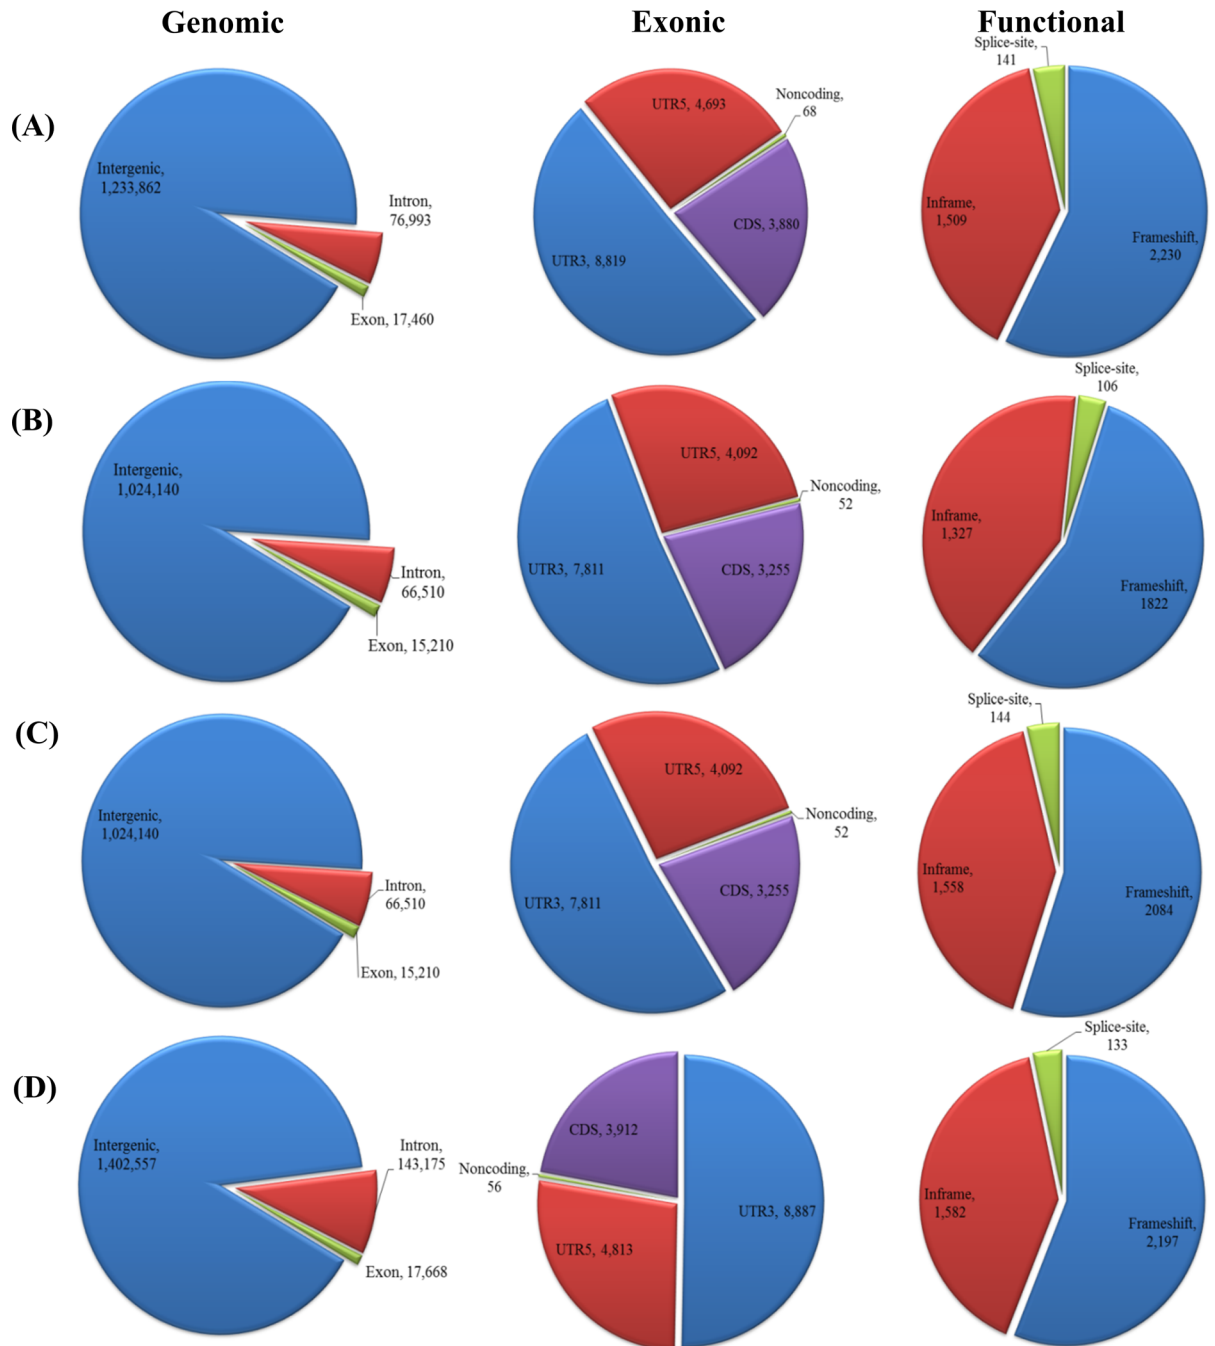 Genomic
Exonic
Functional
(A)
Intergenic,
1,233,862
Intron,
76,993
Exon, 17,460
UTR5, 4,693
Noncoding,
68
CDS, 3,880
UTR3, 8,819
Splice-site,
141
Inframe,
1,509
Frameshift,
2,230
(B)
Intergenic,
1,024,140
Intron,
66,510
Exon, 15,210
UTR5, 4,092
Noncoding,
52
CDS, 3,255
UTR3, 7,811
Splice-site,
106
Inframe,
1,327
Frameshift,
1822
(C)
Intergenic,
1,024,140
Intron,
66,510
Exon, 15,210
UTR5, 4,092
Noncoding,
52
CDS, 3,255
UTR3, 7,811
Splice-site,
144
Inframe,
1,558
Frameshift,
2084
(D)
Intergenic,
1,402,557
Intron,
143,175
Exon, 17,668
CDS, 3,912
Noncoding,
56
UTR5, 4,813
UTR3, 8,887
Splice-site,
133
Inframe,
1,582
Frameshift,
2,197